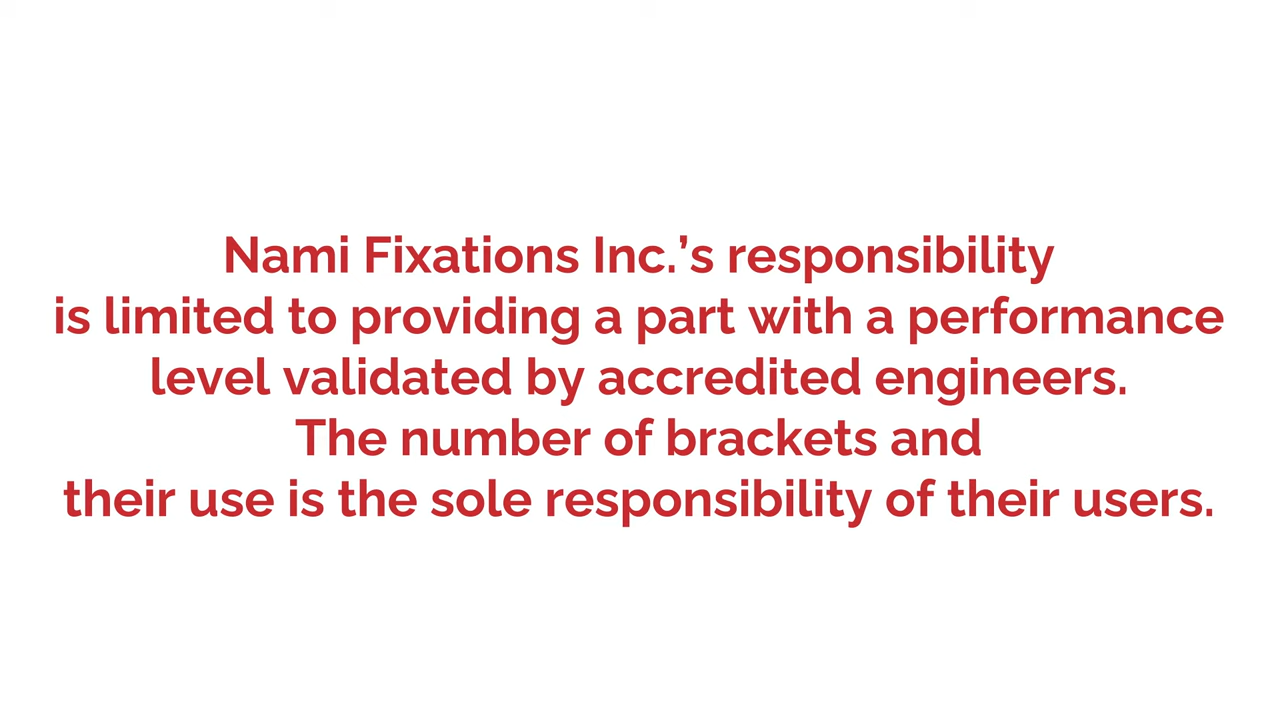 Nami Fixations Inc.’s responsibility
is limited to providing a part with a performance
level validated by accredited engineers.
The number of brackets and
their use is the sole responsibility of their users.